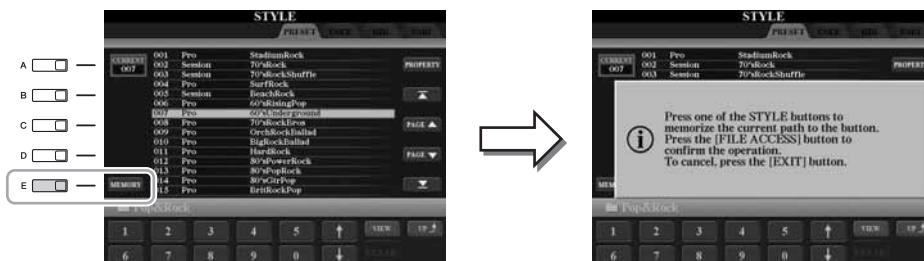 STYLE
PRESET USER
CURRENT
007
001 Pro StadiumRock
002 Session 70'sRock
003 Session 70'sRockShuffle
004 Pro SurfRock
005 Session BeachRock
006 Pro 60'sRisingPop
007 Pro 60'sUnderground
008 Pro 70'sRockBros
009 Pro OrchRockBallad
010 Pro BigRockBallad
011 Pro HardRock
012 Pro 80'sPowerRock
013 Pro 80'sPopRock
014 Pro 80'sGtrPop
015 Pro BritRockPop
PROPERTY
PAGE
PAGE
MEMORY
Pop&Rock
1 2 3 4 5 VIEW UP
6 7 8 9 0
A
B
C
D
E
STYLE
PRESET USER
CURRENT
007
001 Pro StadiumRock
002 Session 70'sRock
003 Session 70'sRockShuffle
PROPERTY
Press one of the STYLE buttons to
memorize the current path to the button.
Press the [FILE ACCESS] button to
confirm the operation.
To cancel, press the [EXIT] button.
Pop&Rock
1 2 3 4 5 VIEW UP
6 7 8 9 0